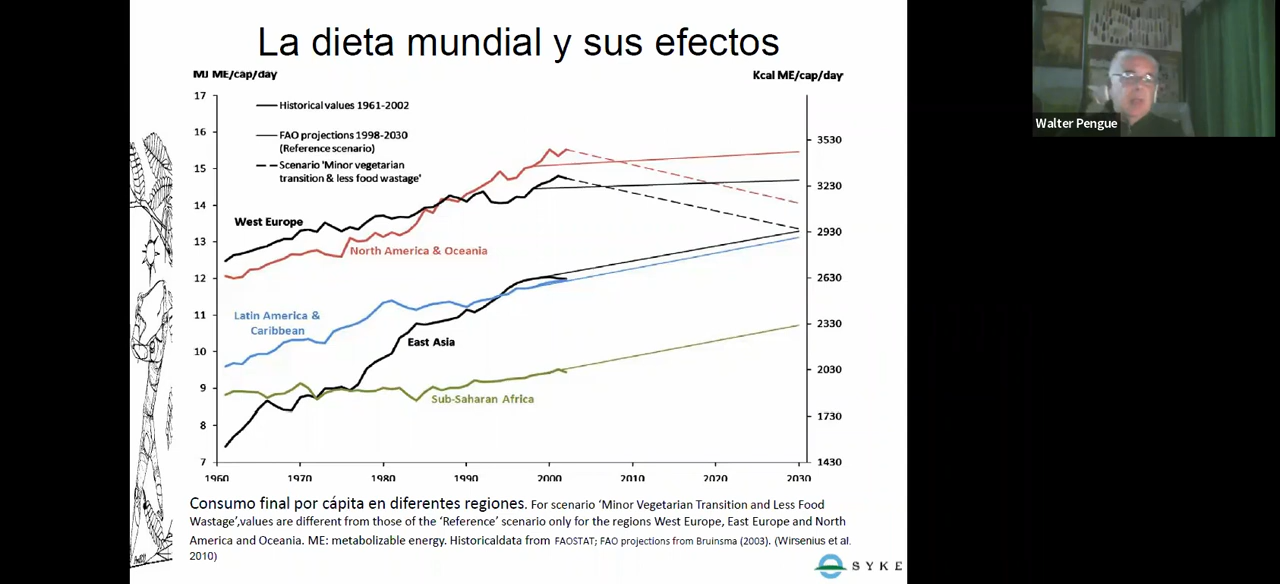 La dieta mundial y sus efectos
MJ ME/cap/day
Kcal ME/cap/day
17
16
15
14
13
12
11
10
9
8
7
3530
3230
2930
2630
2330
2030
1730
1430
1960
1970
1980
1990
2000
2010
2020
2030
Historical values 1961-2002
FAO projections 1998-2030
(Reference scenario)
Scenario 'Minor vegetarian
transition & less food wastage'
West Europe
North America & Oceania
Latin America &
Caribbean
East Asia
Sub-Saharan Africa
Consumo final por cápita en diferentes regiones. For scenario ‘Minor Vegetarian Transition and Less Food
Wastage’,values are different from those of the ‘Reference’ scenario only for the regions West Europe, East Europe and North
America and Oceania. ME: metabolizable energy. Historicaldata from FAOSTAT; FAO projections from Bruinsma (2003). (Wirsenius et al.
2010)
SYKE
Walter Pengue